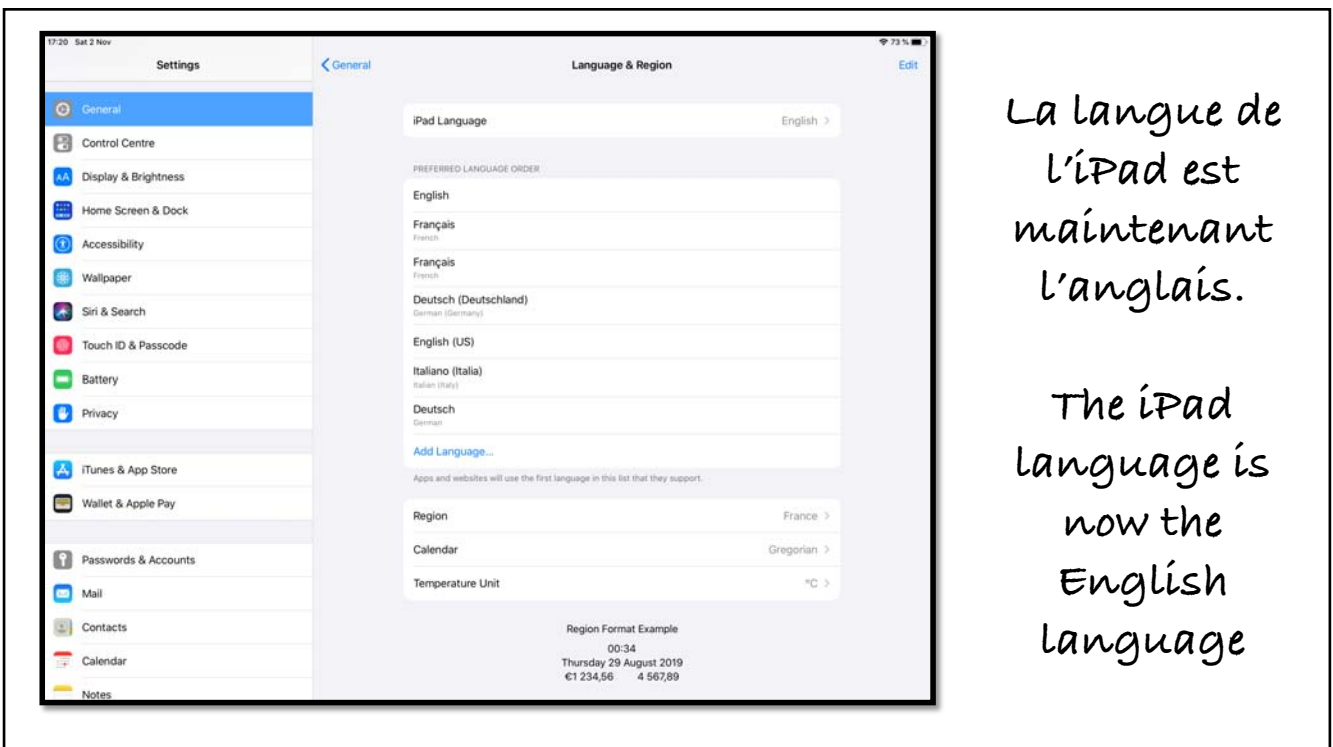 17:20 Sat 2 Nov
73 %
Settings
General
Language & Region
Edit
General
Control Centre
Display & Brightness
Home Screen & Dock
Accessibility
Wallpaper
Siri & Search
Touch ID & Passcode
Battery
Privacy
iTunes & App Store
Wallet & Apple Pay
Passwords & Accounts
Mail
Contacts
Calendar
Notes
iPad Language English
PREFERRED LANGUAGE ORDER
English
Français
French
Français
French
Deutsch (Deutschland)
German (Germany)
English (US)
Italiano (Italia)
Italian (Italy)
Deutsch
German
Add Language...
Apps and websites will use the first language in this list that they support.
Region France
Calendar Gregorian
Temperature Unit °C
Region Format Example
00:34
Thursday 29 August 2019
€1 234,56 4 567,89
La langue de
l'iPad est
maintenant
l'anglais.
The iPad
language is
now the
English
language